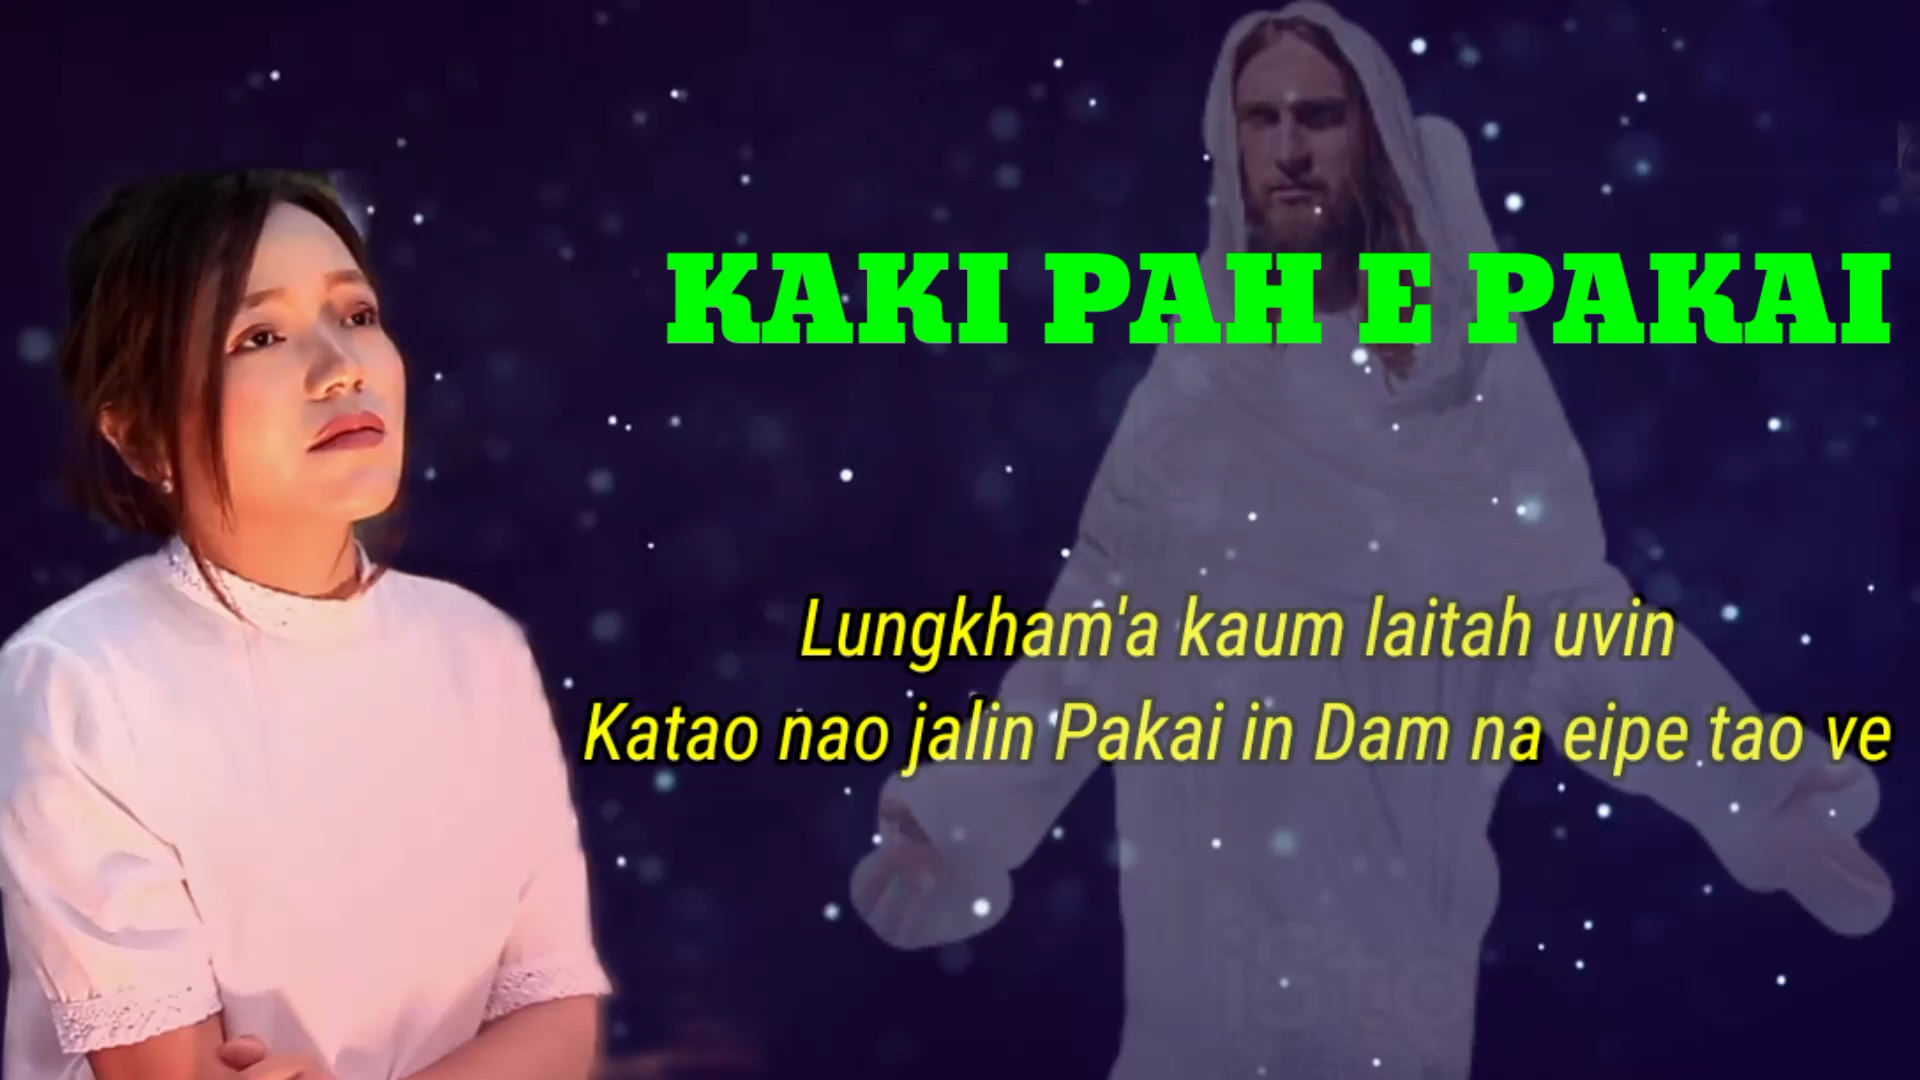 KAKI PAH E PAKAI
Lungkham'a kaum laitah uvin
Katao nao jalin Pakai in Dam na eipe tao ve